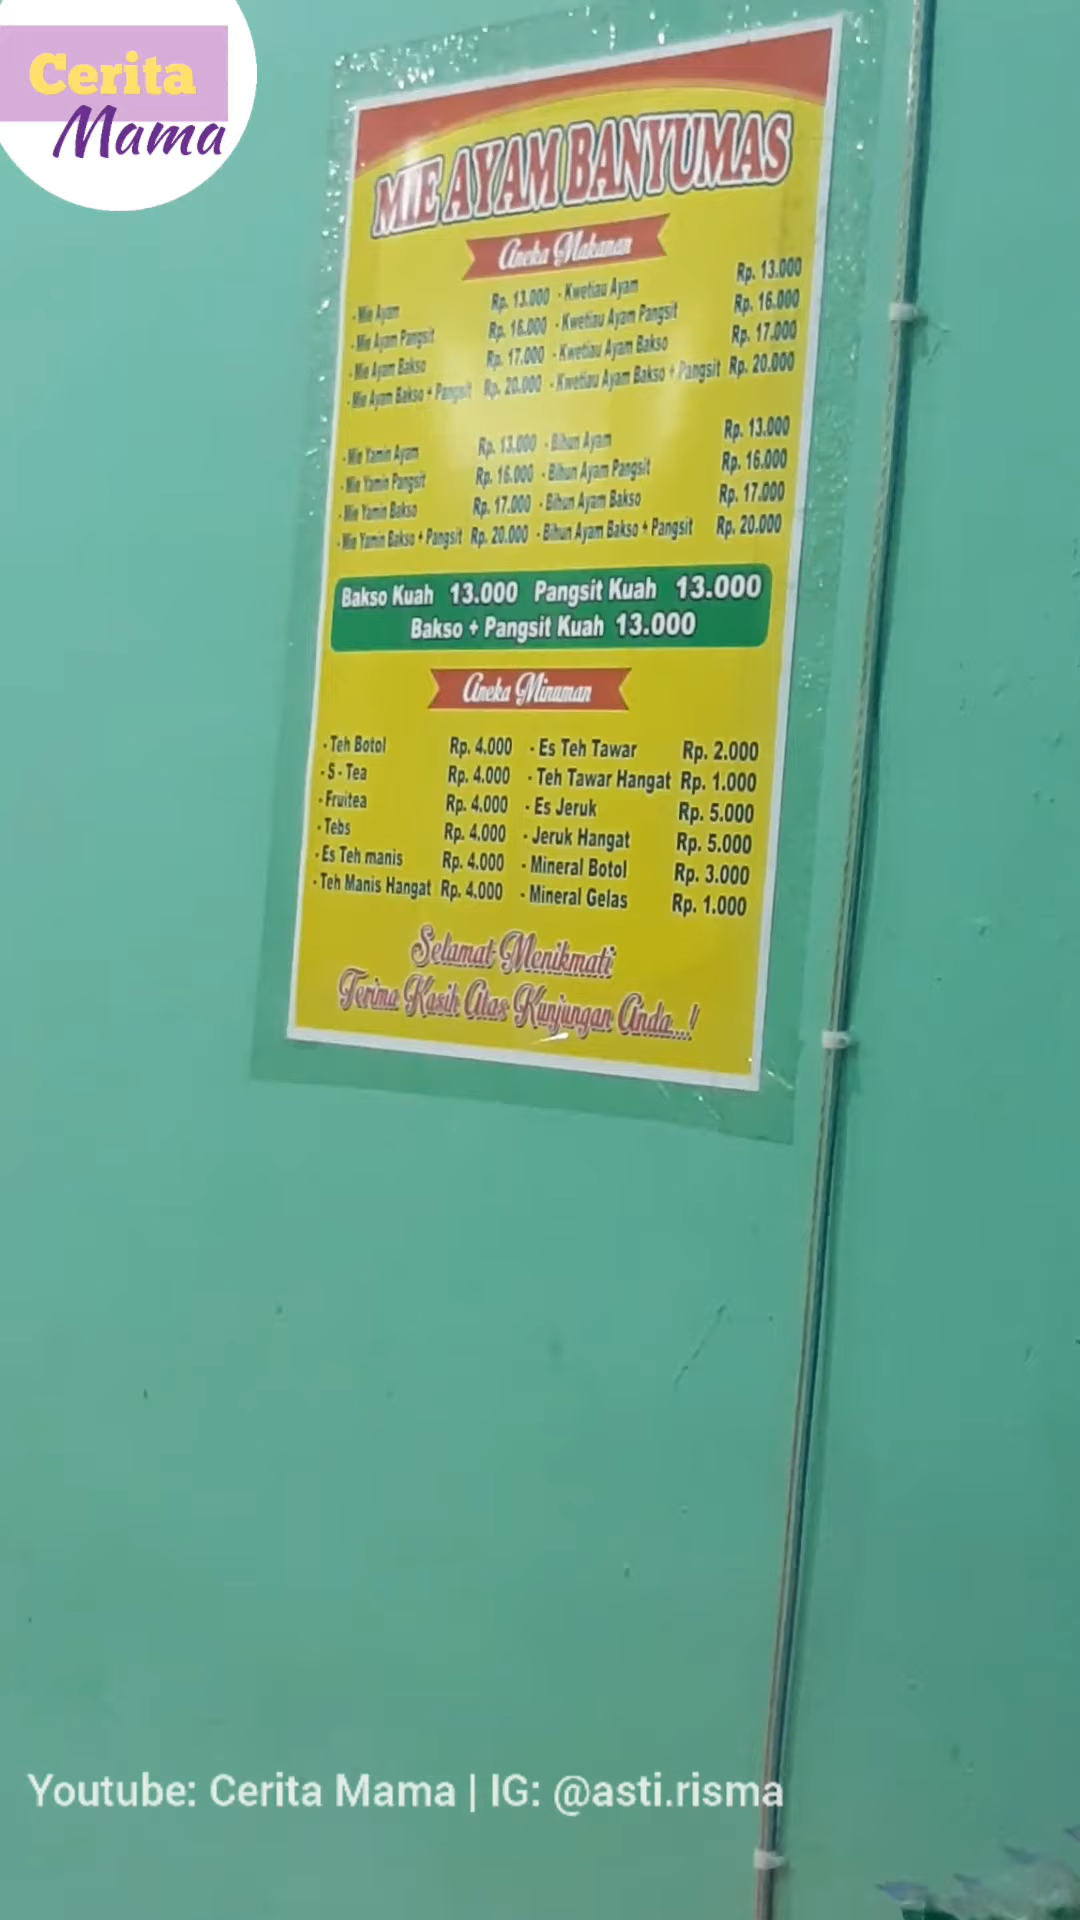 Cerita
Mama
MIE AYAM BANYUMAS
Aneka Makanan
- Mie Ayam Rp. 13.000 - Kwetiau Ayam Rp. 13.000
- Mie Ayam Pangsit Rp. 16.000 - Kwetiau Ayam Pangsit Rp. 16.000
- Mie Ayam Bakso Rp. 17.000 - Kwetiau Ayam Bakso Rp. 17.000
- Mie Ayam Bakso + Pangsit Rp. 20.000 - Kwetiau Ayam Bakso + Pangsit Rp. 20.000
- Mie Yamin Ayam Rp. 13.000 - Bihun Ayam Rp. 13.000
- Mie Yamin Pangsit Rp. 16.000 - Bihun Ayam Pangsit Rp. 16.000
- Mie Yamin Bakso Rp. 17.000 - Bihun Ayam Bakso Rp. 17.000
- Mie Yamin Bakso + Pangsit Rp. 20.000 - Bihun Ayam Bakso + Pangsit Rp. 20.000
Bakso Kuah 13.000 Pangsit Kuah 13.000
Bakso + Pangsit Kuah 13.000
Aneka Minuman
- Teh Botol Rp. 4.000 - Es Teh Tawar Rp. 2.000
- S - Tea Rp. 4.000 - Teh Tawar Hangat Rp. 1.000
- Fruitea Rp. 4.000 - Es Jeruk Rp. 5.000
- Tebs Rp. 4.000 - Jeruk Hangat Rp. 5.000
- Es Teh manis Rp. 4.000 - Mineral Botol Rp. 3.000
- Teh Manis Hangat Rp. 4.000 - Mineral Gelas Rp. 1.000
Selamat Menikmati
Terima Kasih Atas Kunjungan Anda...!
Youtube: Cerita Mama | IG: @asti.risma